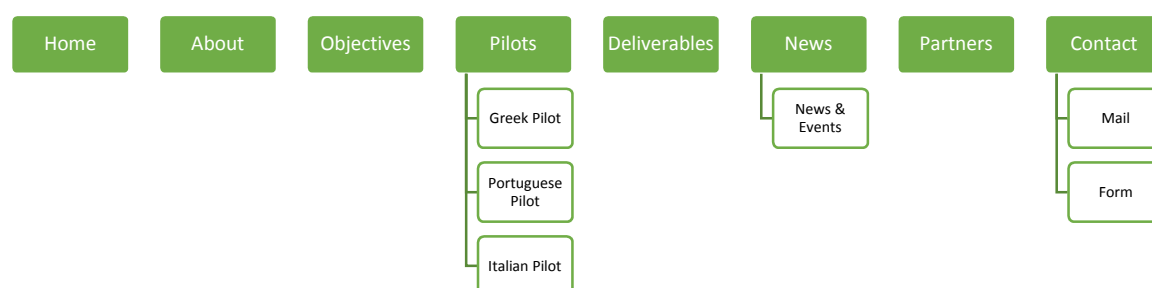 Home
About
Objectives
Pilots
Deliverables
News
Partners
Contact
Greek Pilot
Portuguese
Pilot
Italian Pilot
News &
Events
Mail
Form